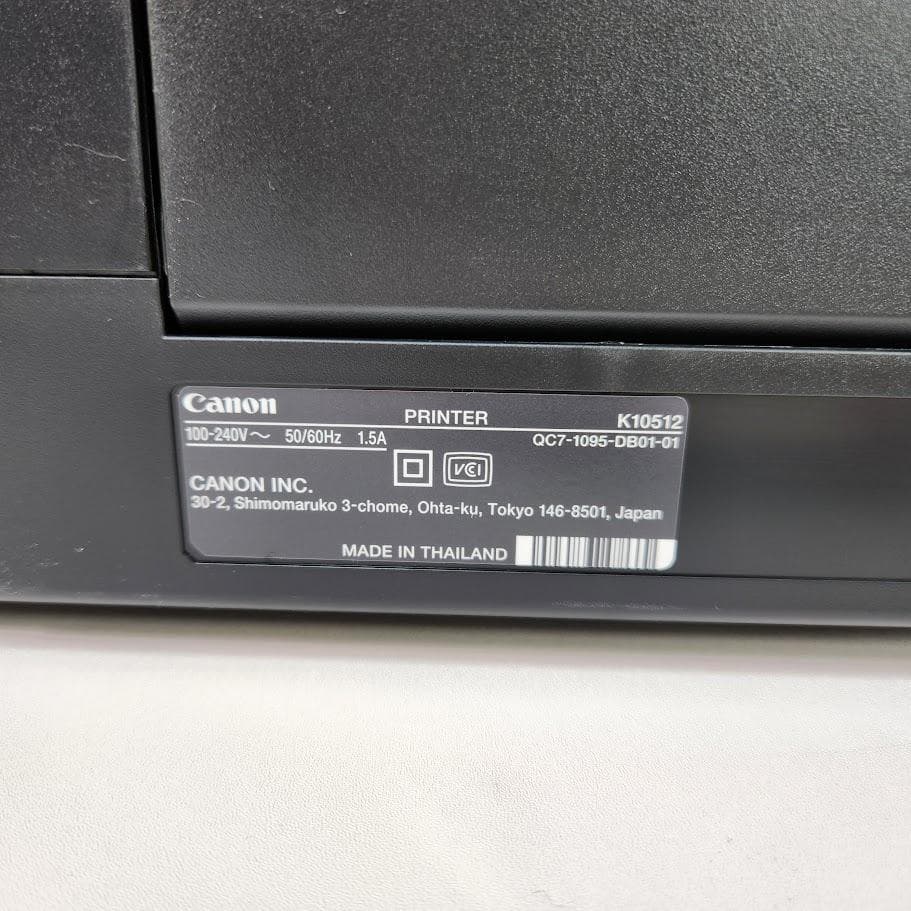 Canon PRINTER K10512
100-240V～ 50/60Hz 1.5A QC7-1095-DB01-01
VCI
CANON INC.
30-2, Shimomaruko 3-chome, Ohta-ku, Tokyo 146-8501, Japan
MADE IN THAILAND